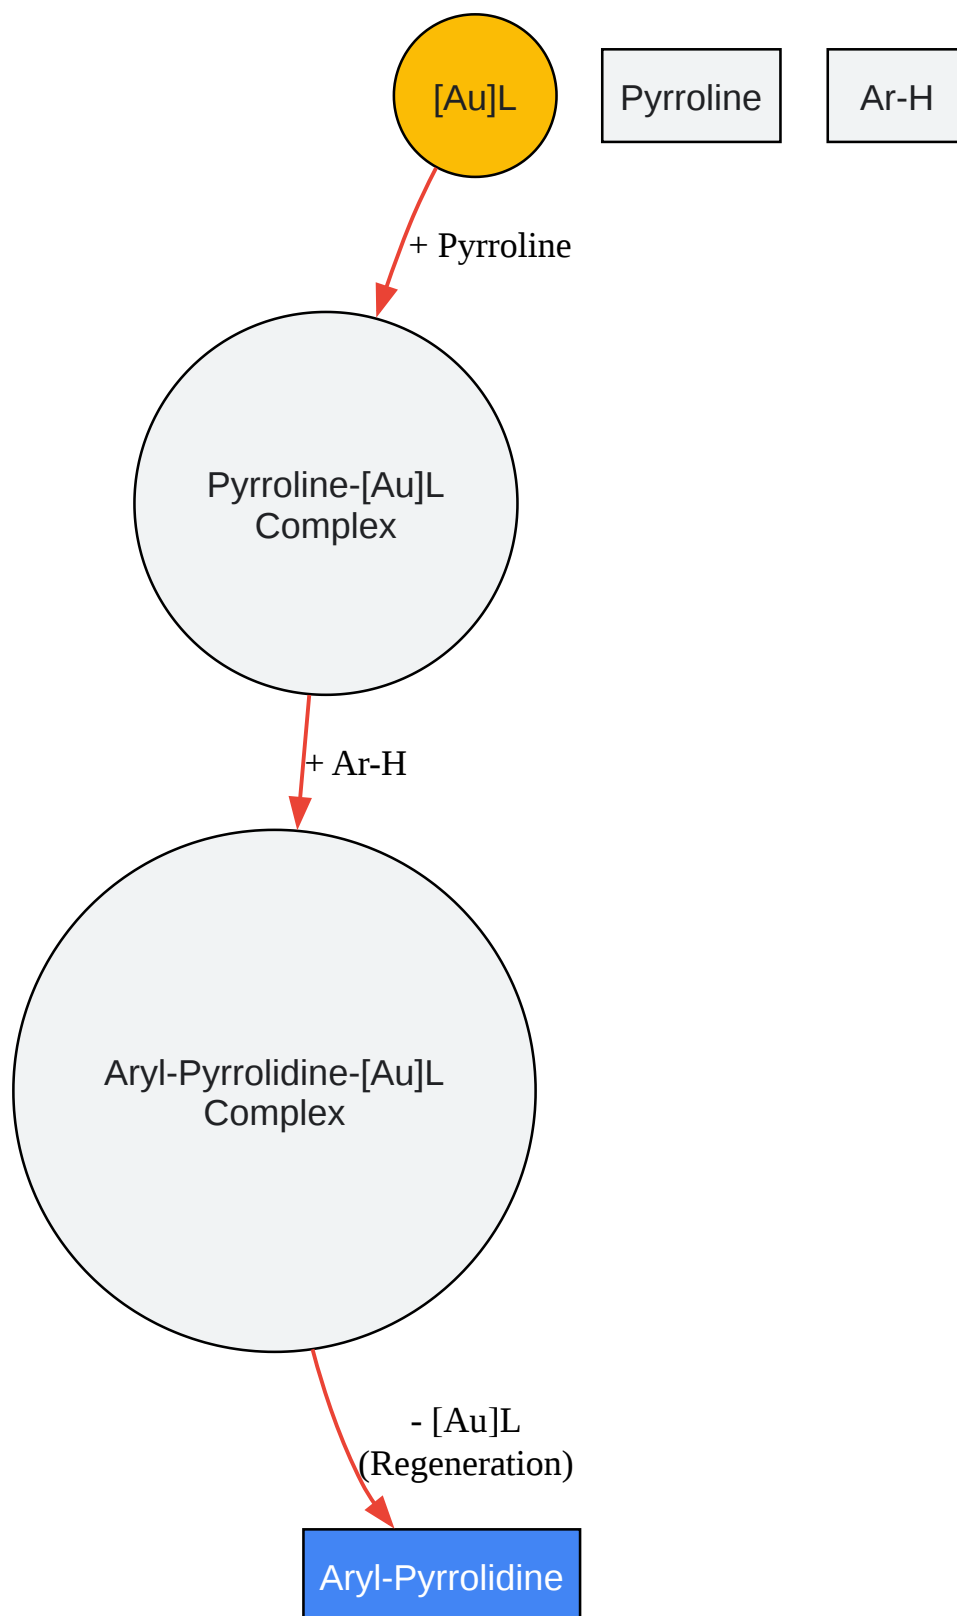 [Au]L
Pyrroline
Ar-H
+ Pyrroline
Pyrroline-[Au]L
Complex
+ Ar-H
Aryl-Pyrrolidine-[Au]L
Complex
- [Au]L
(Regeneration)
Aryl-Pyrrolidine